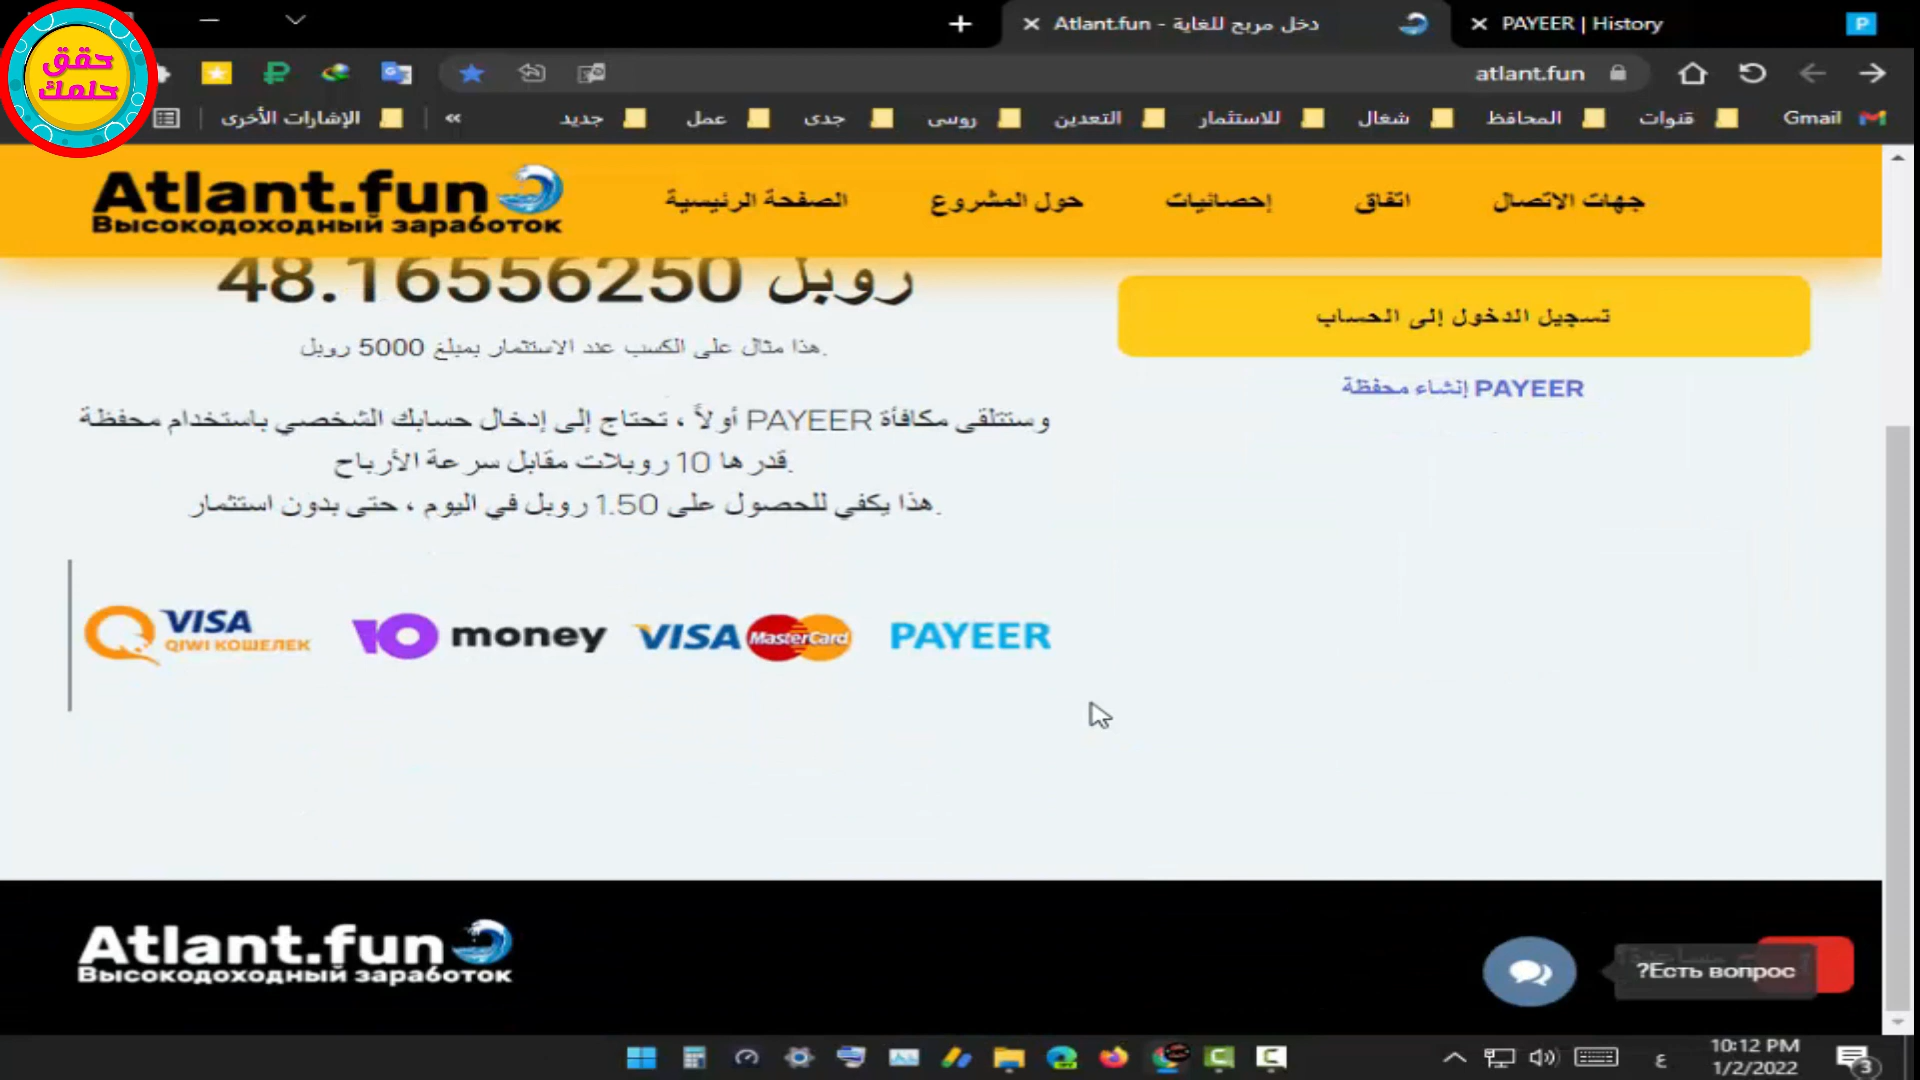 حقق
حلمك
Atlant.fun - دخل مربح للغاية
PAYEER | History
P
atlant.fun
الإشارات الأخرى
«
جديد
عمل
جدى
روسى
التعدين
للاستثمار
شغال
المحافظ
قنوات
Gmail
Atlant.fun
Высокодоходный заработок
الصفحة الرئيسية
حول المشروع
إحصائيات
اتفاق
جهات الاتصال
48.16556250 روبل
هذا مثال على الكسب عند الاستثمار بمبلغ 5000 روبل.
وستتلقى مكافأة PAYEER أولاً ، تحتاج إلى إدخال حسابك الشخصي باستخدام محفظة
قدرها 10 روبلات مقابل سرعة الأرباح.
هذا يكفي للحصول على 1.50 روبل في اليوم ، حتى بدون استثمار.
تسجيل الدخول إلى الحساب
إنشاء محفظة PAYEER
VISA
QIWI КОШЕЛЕК
Ю money
VISA MasterCard
PAYEER
Atlant.fun
Высокодоходный заработок
Есть вопрос?
ع
10:12 PM
1/2/2022
3